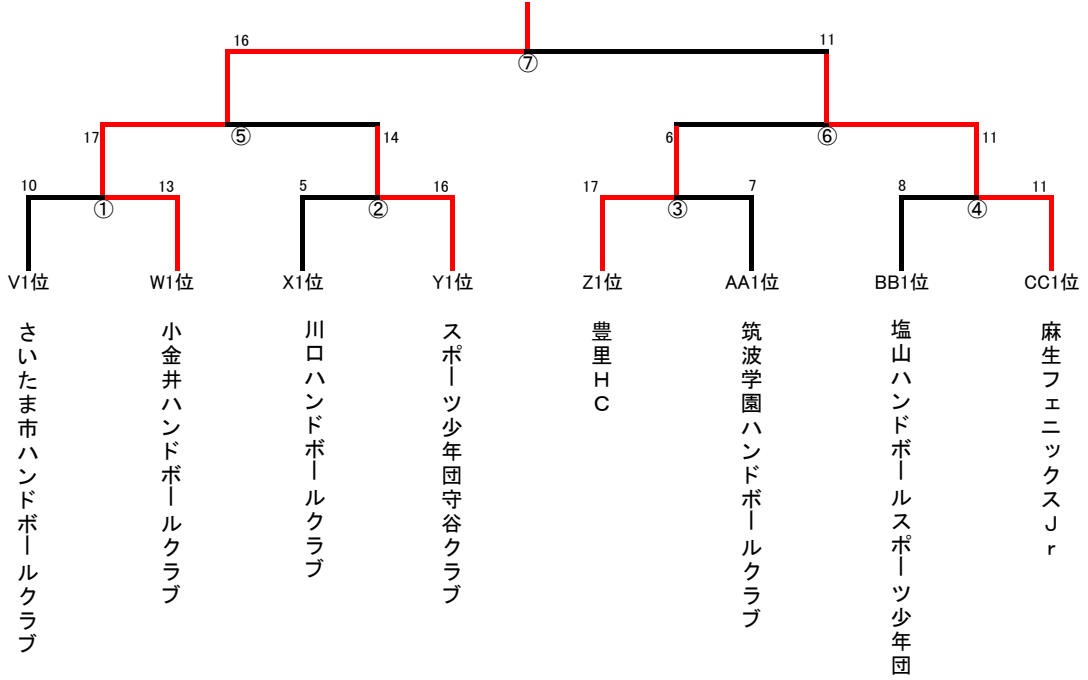 16
11
⑦
17
⑤
14
6
⑥
11
10
①
13
5
②
16
17
③
7
8
④
11
V1位
W1位
X1位
Y1位
Z1位
AA1位
BB1位
CC1位
さいたま市ハンドボールクラブ
小金井ハンドボールクラブ
川口ハンドボールクラブ
スポーツ少年団守谷クラブ
豊里HC
筑波学園ハンドボールクラブ
塩山ハンドボールスポーツ少年団
麻生フェニックスJr